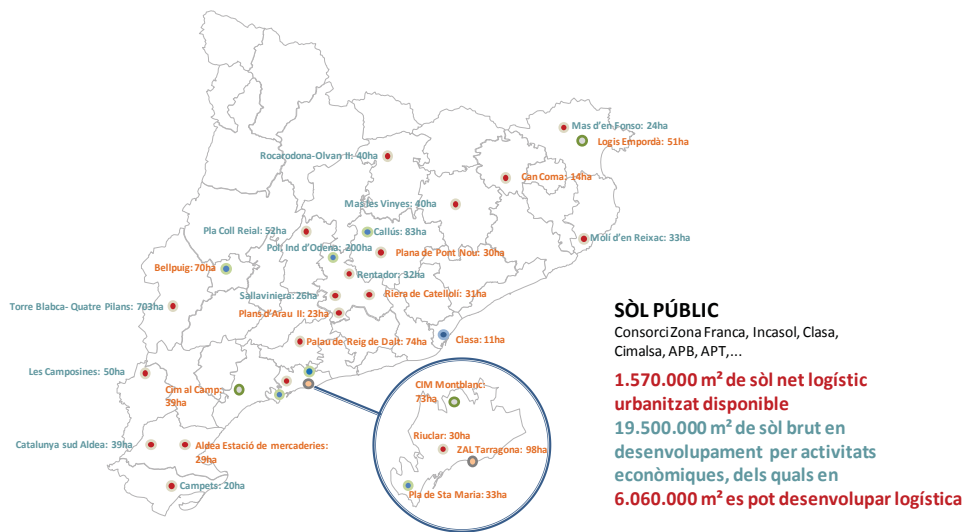 Mas d'en Fonso: 24ha
Logis Empordà: 51ha
Rocarodona-Olvan II: 40ha
Can Coma: 14ha
Mas les Vinyes: 40ha
Pla Coll Reial: 52ha
Callús: 83ha
Molí d'en Reixac: 33ha
Pol. Ind d'Odena: 200ha
Plana de Pont Nou: 30ha
Bellpuig: 70ha
Rentador: 32ha
Sallavinera: 26ha
Riera de Catelloli: 31ha
Torre Blabca- Quatre Pilans: 703ha
Plans d'Arau II: 23ha
Palau de Reig de Dalt: 74ha
Clasa: 11ha
Les Camposines: 50ha
Cim al Camp:
39ha
CIM Montblanc:
73ha
Riuclar: 30ha
ZAL Tarragona: 98ha
Catalunya sud Aldea: 39ha
Aldea Estació de mercaderies:
29ha
Campets: 20ha
Pla de Sta Maria: 33ha
SÒL PÚBLIC
Consorci Zona Franca, Incasol, Clasa,
Cimalsa, APB, APT,...
1.570.000 m² de sòl net logístic
urbanitzat disponible
19.500.000 m² de sòl brut en
desenvolupament per activitats
econòmiques, dels quals en
6.060.000 m² es pot desenvolupar logística